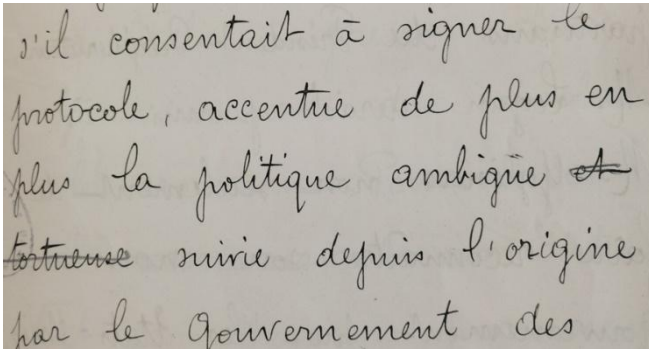 s'il consentait à signer le
protocole, accentue de plus en
plus la politique ambigüe et
tortueuse suivie depuis l'origine
par le Gouvernement des